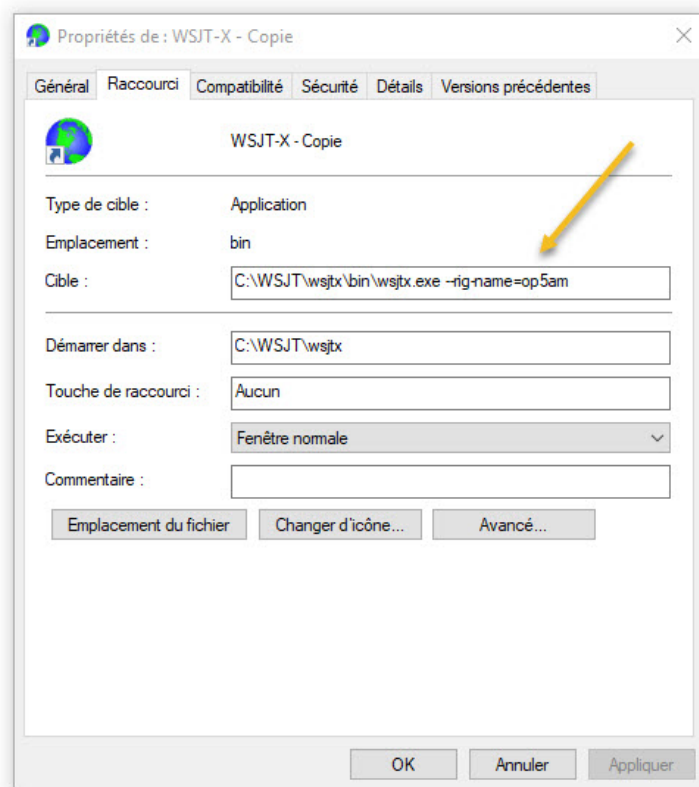 Propriétés de : WSJT-X - Copie
Général Raccourci Compatibilité Sécurité Détails Versions précédentes
WSJT-X - Copie
Type de cible : Application
Emplacement : bin
Cible : C:\WSJT\wsjtx\bin\wsjtx.exe --rig-name=op5am
Démarrer dans : C:\WSJT\wsjtx
Touche de raccourci : Aucun
Exécuter : Fenêtre normale
Commentaire :
Emplacement du fichier Changer d'icône... Avancé...
OK Annuler Appliquer